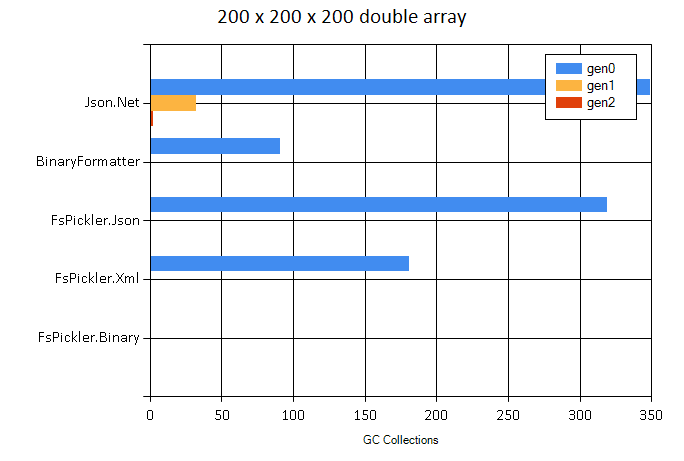 200 x 200 x 200 double array
gen0
gen1
gen2
Json.Net
BinaryFormatter
FsPickler.Json
FsPickler.Xml
FsPickler.Binary
0 50 100 150 200 250 300 350
GC Collections